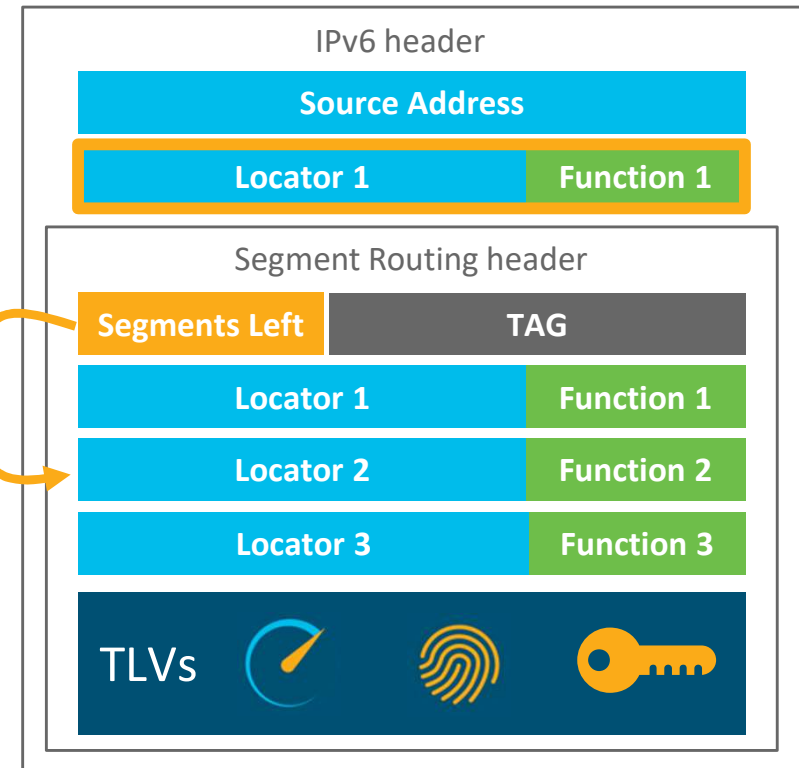 IPv6 header
Source Address
Locator 1 Function 1
Segment Routing header
Segments Left TAG
Locator 1 Function 1
Locator 2 Function 2
Locator 3 Function 3
TLVs